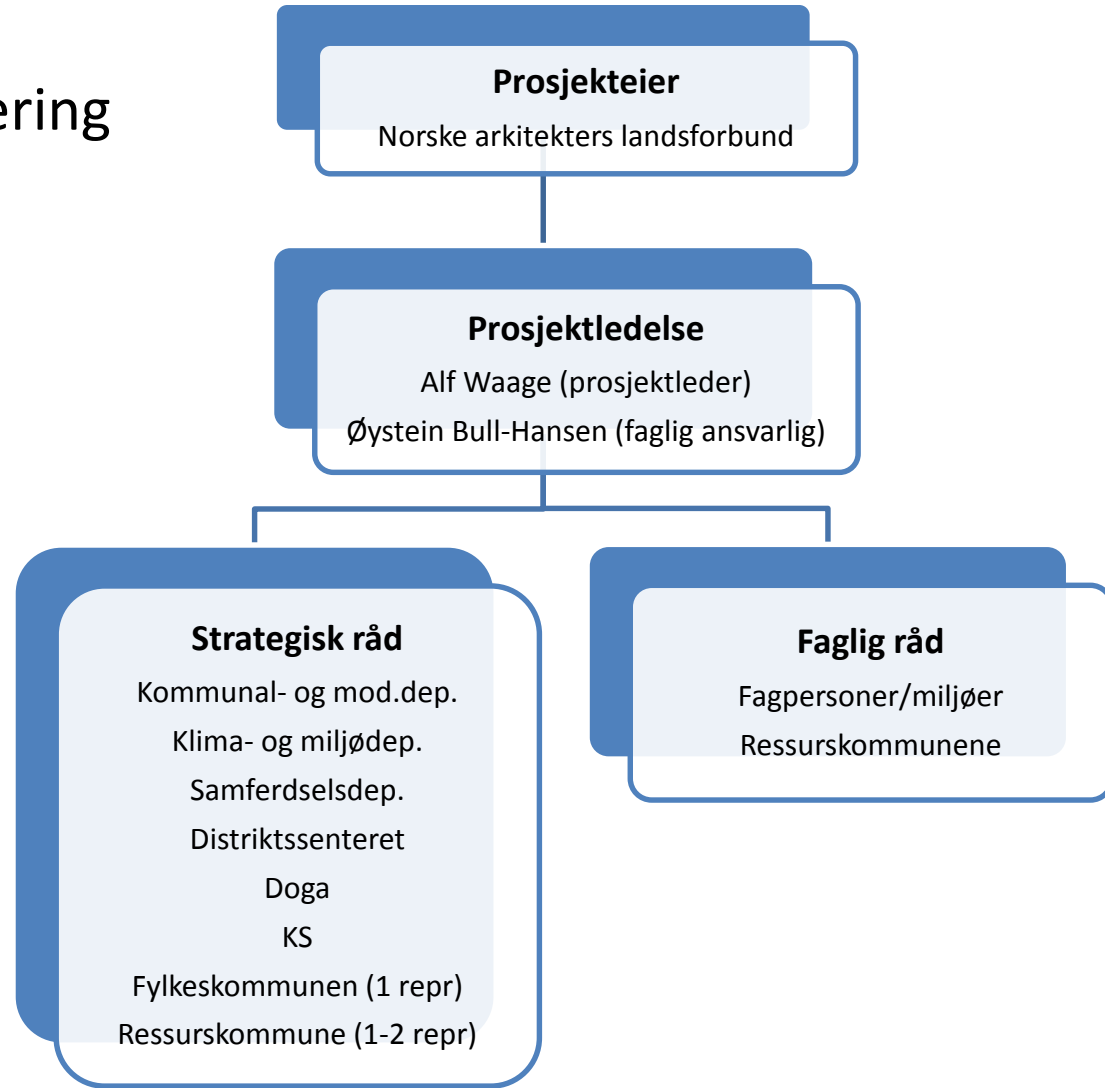 ering
Prosjekteier
Norske arkitekters landsforbund
Prosjektledelse
Alf Waage (prosjektleder)
Øystein Bull-Hansen (faglig ansvarlig)
Strategisk råd
Kommunal- og mod.dep.
Klima- og miljødep.
Samferdselsdep.
Distriktssenteret
Doga
KS
Fylkeskommunen (1 repr)
Ressurskommune (1-2 repr)
Faglig råd
Fagpersoner/miljøer
Ressurskommunene